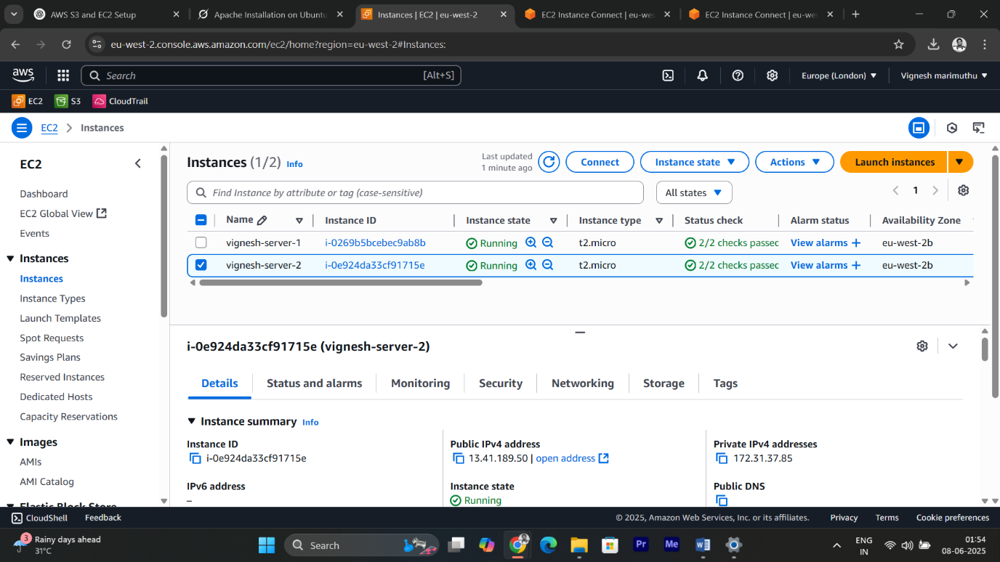 AWS S3 and EC2 Setup
Apache Installation on Ubuntu
Instances | EC2 | eu-west-2
EC2 Instance Connect | eu-wes
EC2 Instance Connect | eu-wes
eu-west-2.console.aws.amazon.com/ec2/home?region=eu-west-2#Instances:
aws
Search
[Alt+S]
Europe (London)
Vignesh marimuthu
EC2
S3
CloudTrail
EC2
Instances
EC2
Dashboard
EC2 Global View
Events
Instances
Instances
Instance Types
Launch Templates
Spot Requests
Savings Plans
Reserved Instances
Dedicated Hosts
Capacity Reservations
Images
AMIs
AMI Catalog
Elastic Block Store
Instances (1/2) Info
Last updated
1 minute ago
Connect
Instance state
Actions
Launch instances
Find Instance by attribute or tag (case-sensitive)
All states
1
Name Instance ID Instance state Instance type Status check Alarm status Availability Zone
vignesh-server-1 i-0269b5bcebec9ab8b Running t2.micro 2/2 checks passed View alarms + eu-west-2b
vignesh-server-2 i-0e924da33cf91715e Running t2.micro 2/2 checks passed View alarms + eu-west-2b
i-0e924da33cf91715e (vignesh-server-2)
Details Status and alarms Monitoring Security Networking Storage Tags
Instance summary Info
Instance ID
i-0e924da33cf91715e
Public IPv4 address
13.41.189.50 | open address
Private IPv4 addresses
172.31.37.85
IPv6 address
–
Instance state
Running
Public DNS
CloudShell Feedback
© 2025, Amazon Web Services, Inc. or its affiliates. Privacy Terms Cookie preferences
3
Rainy days ahead
31°C
Search
Pr
Me
ENG
IN
01:54
08-06-2025